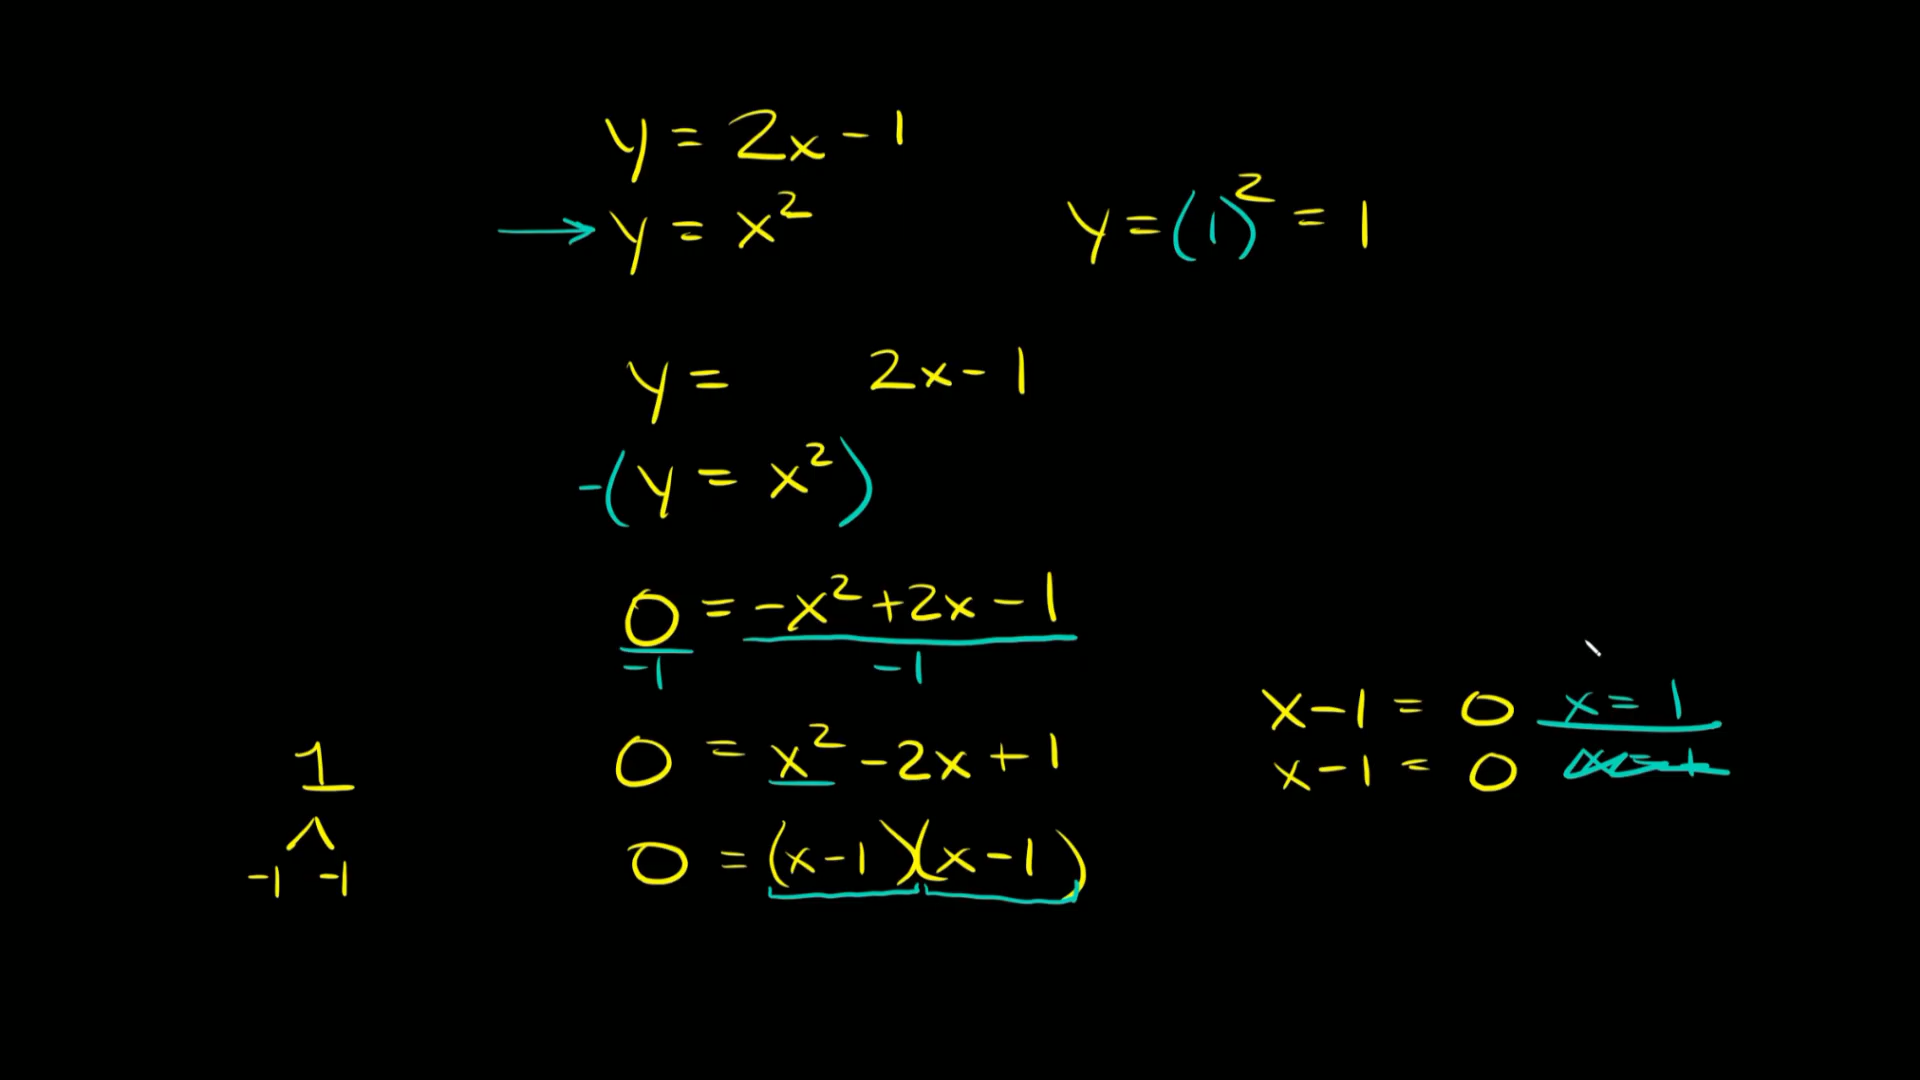 y = 2x - 1
→ y = x²
y = (1)² = 1
y = 2x - 1
-(y = x²)
0 = -x² + 2x - 1
-1 -1
0 = x² - 2x + 1
0 = (x - 1)(x - 1)
1
-1 -1
x - 1 = 0 x = 1
x - 1 = 0 x = 1